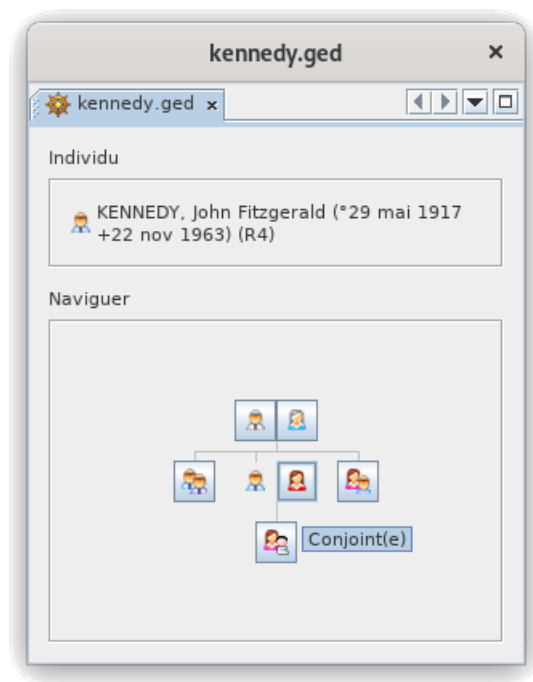 kennedy.ged
kennedy.ged
Individu
KENNEDY, John Fitzgerald (°29 mai 1917
+22 nov 1963) (R4)
Naviguer
Conjoint(e)